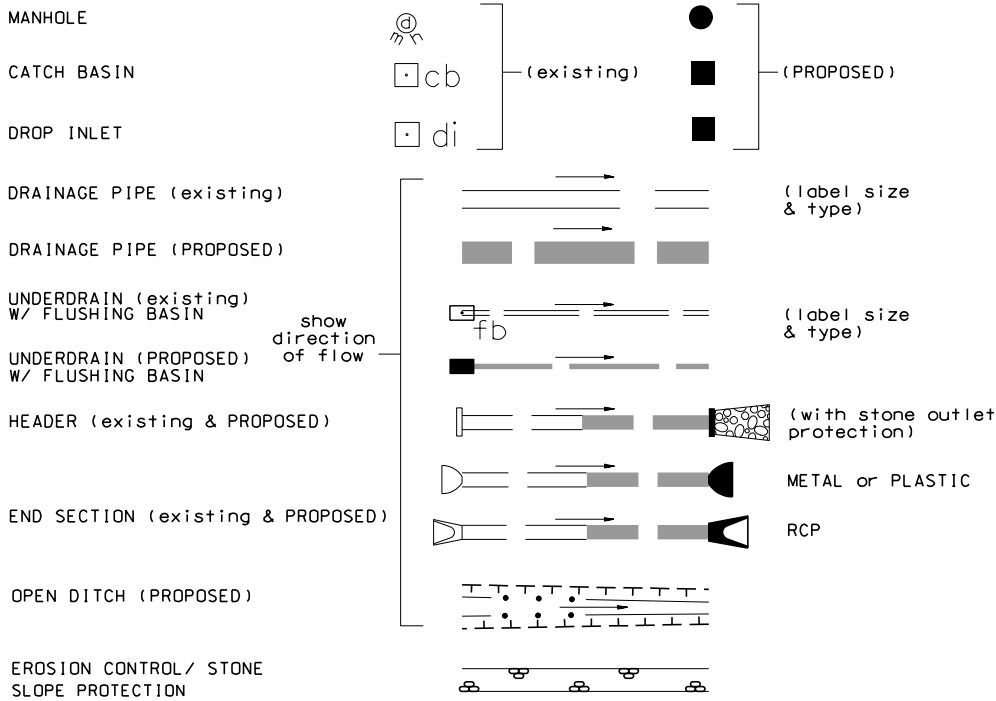 MANHOLE
d
mh
CATCH BASIN
cb
(existing)
(PROPOSED)
DROP INLET
di
DRAINAGE PIPE (existing)
(label size
& type)
DRAINAGE PIPE (PROPOSED)
UNDERDRAIN (existing)
W/ FLUSHING BASIN
fb
(label size
& type)
show
direction
of flow
UNDERDRAIN (PROPOSED)
W/ FLUSHING BASIN
HEADER (existing & PROPOSED)
(with stone outlet
protection)
METAL or PLASTIC
END SECTION (existing & PROPOSED)
RCP
OPEN DITCH (PROPOSED)
EROSION CONTROL/ STONE
SLOPE PROTECTION